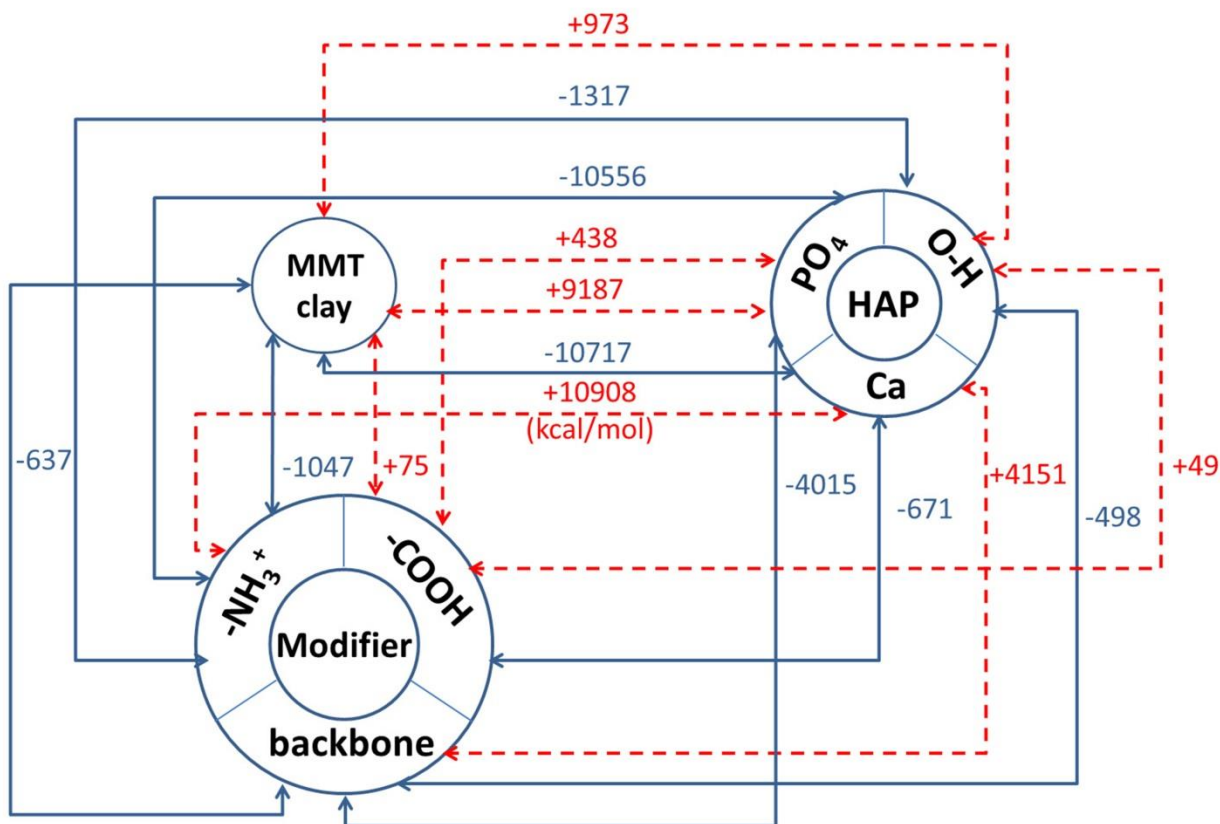 +973
-1317
-10556
+438
+9187
-10717
+10908
(kcal/mol)
MMT
clay
PO₄
O-H
HAP
Ca
-637
-1047
+75
-4015
-671
+4151
-498
+49
-NH₃⁺
-COOH
Modifier
backbone